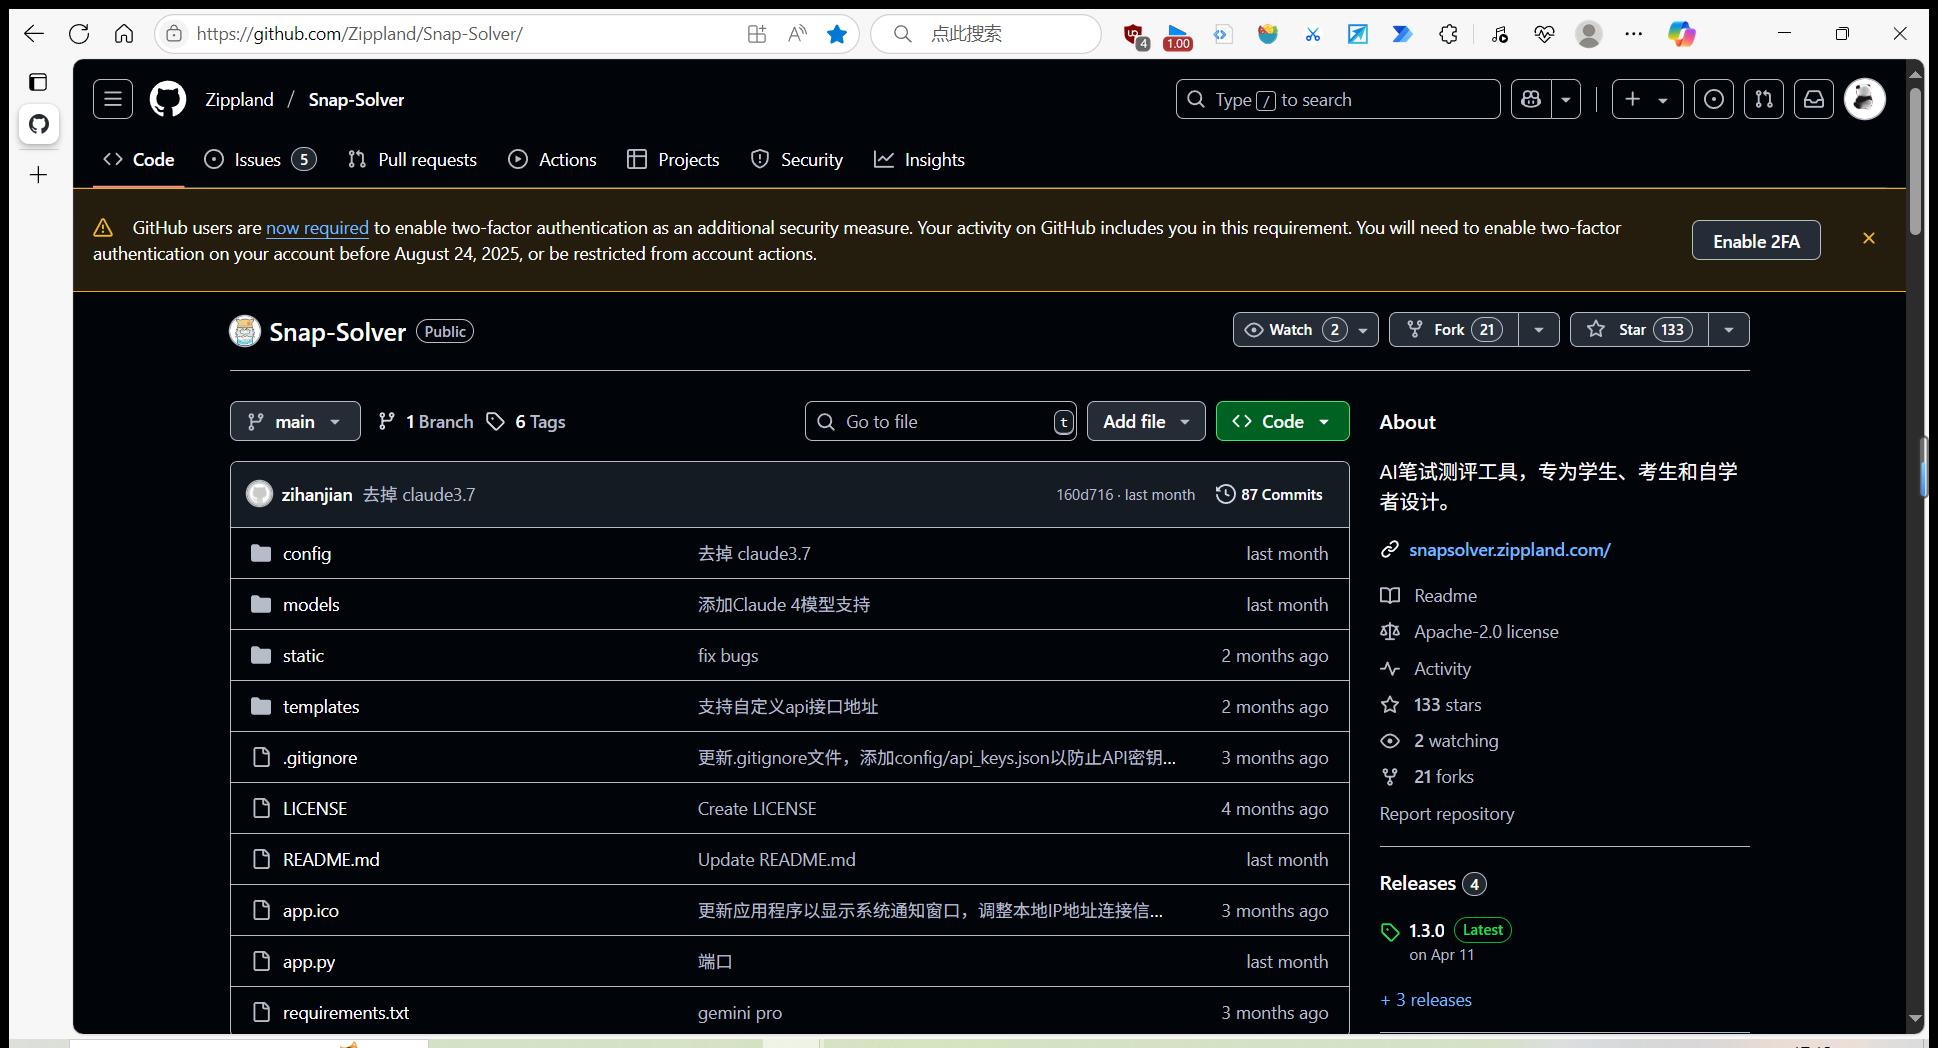 https://github.com/Zippland/Snap-Solver/
点此搜索
4
1.00
Zippland / Snap-Solver
Type / to search
Code
Issues 5
Pull requests
Actions
Projects
Security
Insights
GitHub users are now required to enable two-factor authentication as an additional security measure. Your activity on GitHub includes you in this requirement. You will need to enable two-factor
authentication on your account before August 24, 2025, or be restricted from account actions.
Enable 2FA
Snap-Solver Public
Watch 2
Fork 21
Star 133
main
1 Branch
6 Tags
Go to file t
Add file
Code
zihanjian 去掉 claude3.7
160d716 · last month
87 Commits
config 去掉 claude3.7 last month
models 添加Claude 4模型支持 last month
static fix bugs 2 months ago
templates 支持自定义api接口地址 2 months ago
.gitignore 更新.gitignore文件，添加config/api_keys.json以防止API密钥... 3 months ago
LICENSE Create LICENSE 4 months ago
README.md Update README.md last month
app.ico 更新应用程序以显示系统通知窗口，调整本地IP地址连接信... 3 months ago
app.py 端口 last month
requirements.txt gemini pro 3 months ago
About
AI笔试测评工具，专为学生、考生和自学
者设计。
snapsolver.zippland.com/
Readme
Apache-2.0 license
Activity
133 stars
2 watching
21 forks
Report repository
Releases 4
1.3.0 Latest
on Apr 11
+ 3 releases